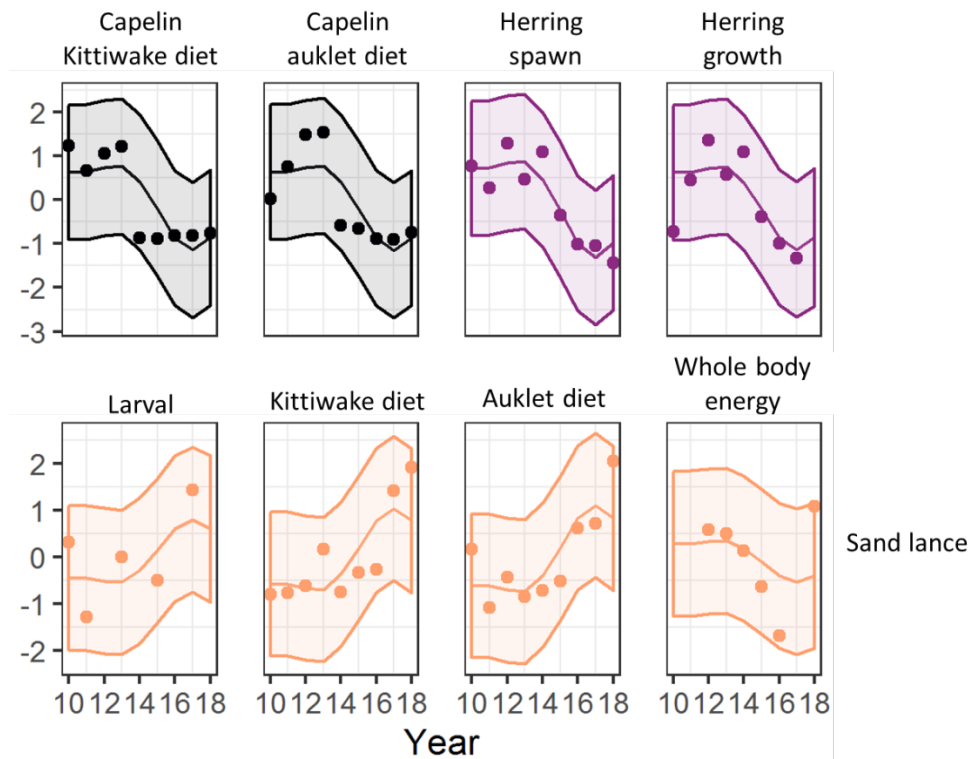 Capelin
Kittiwake diet
Capelin
auklet diet
Herring
spawn
Herring
growth
2
1
0
-1
-2
-3
Larval
Kittiwake diet
Auklet diet
Whole body
energy
2
1
0
-1
-2
Sand lance
10 12 14 16 18
10 12 14 16 18
10 12 14 16 18
10 12 14 16 18
Year